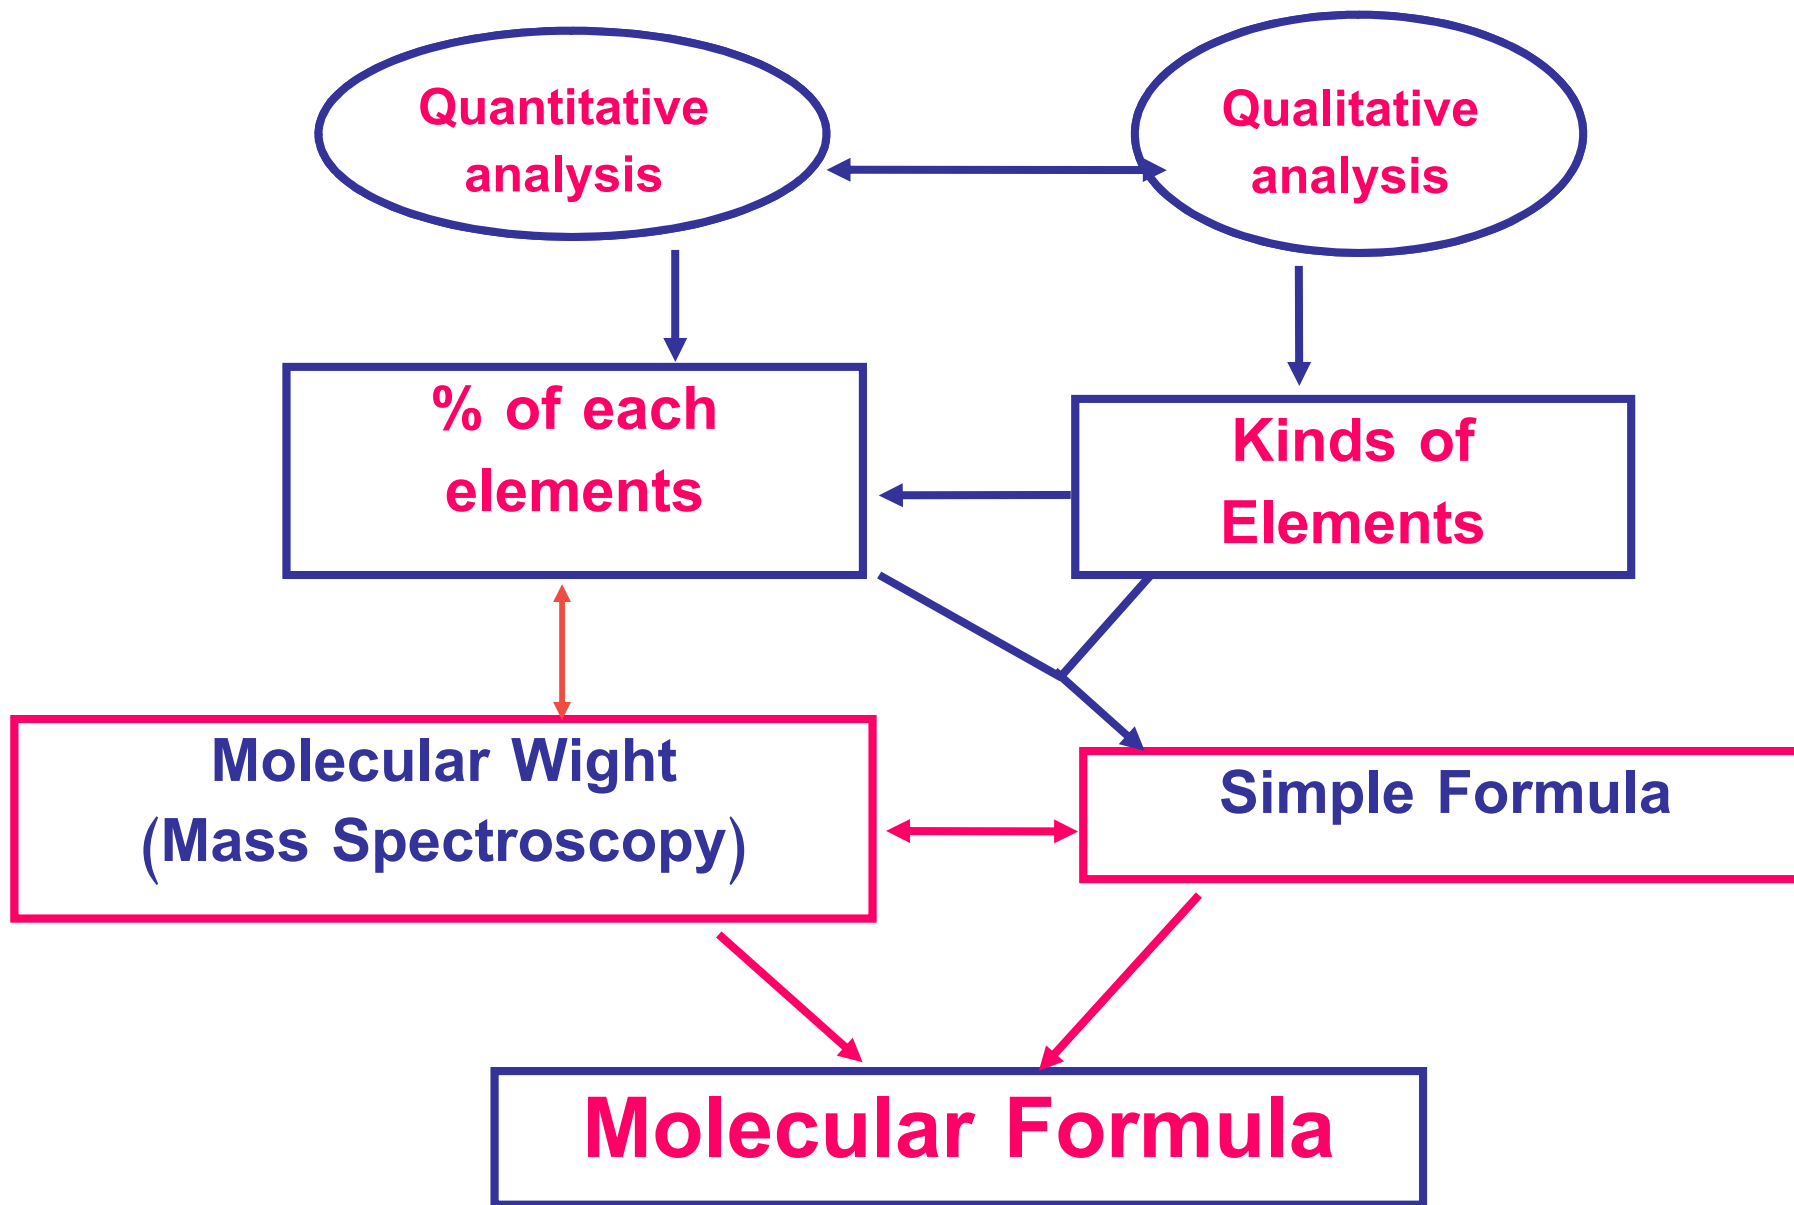 Quantitative
analysis
Qualitative
analysis
% of each
elements
Kinds of
Elements
Molecular Wight
(Mass Spectroscopy)
Simple Formula
Molecular Formula